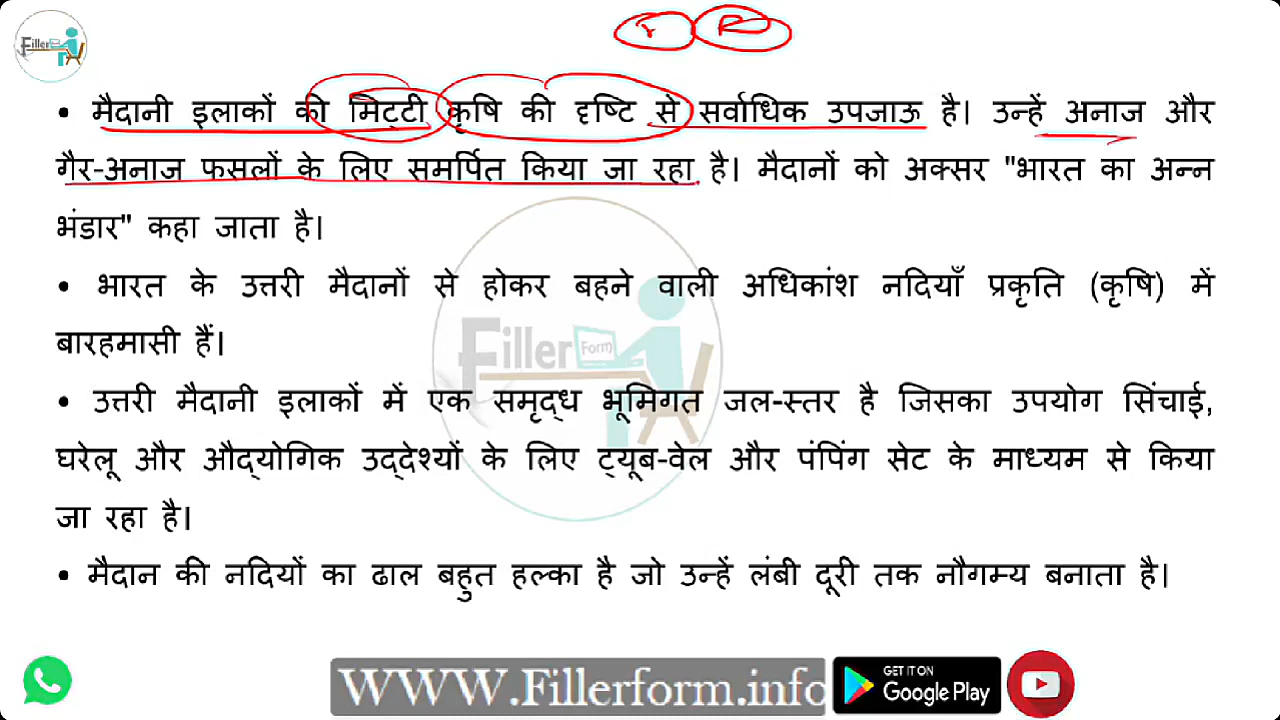 Filler Form
• मैदानी इलाकों की मिट्टी कृषि की दृष्टि से सर्वाधिक उपजाऊ है। उन्हें अनाज और
गैर-अनाज फसलों के लिए समर्पित किया जा रहा है। मैदानों को अक्सर "भारत का अन्न
भंडार" कहा जाता है।
• भारत के उत्तरी मैदानों से होकर बहने वाली अधिकांश नदियाँ प्रकृति (कृषि) में
बारहमासी हैं।
Filler Form
• उत्तरी मैदानी इलाकों में एक समृद्ध भूमिगत जल-स्तर है जिसका उपयोग सिंचाई,
घरेलू और औद्योगिक उद्देश्यों के लिए ट्यूब-वेल और पंपिंग सेट के माध्यम से किया
जा रहा है।
• मैदान की नदियों का ढाल बहुत हल्का है जो उन्हें लंबी दूरी तक नौगम्य बनाता है।
WWW.Fillerform.info
GET IT ON
Google Play